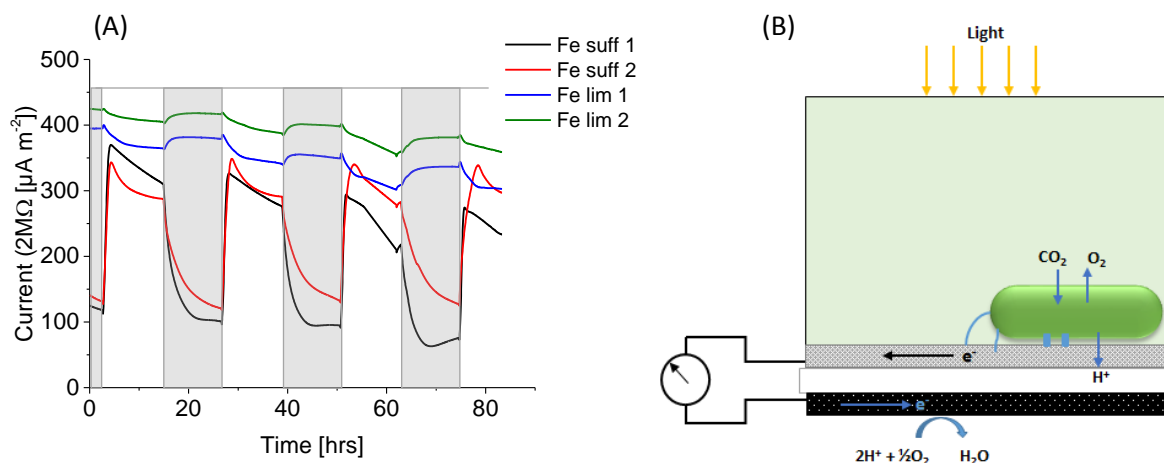 (A)
Fe suff 1
Fe suff 2
Fe lim 1
Fe lim 2
Current (2MΩ [µA m⁻²])
500
400
300
200
100
0
0 20 40 60 80
Time [hrs]
(B)
Light
CO₂ O₂
e⁻
H⁺
e⁻
2H⁺ + ½O₂ H₂O